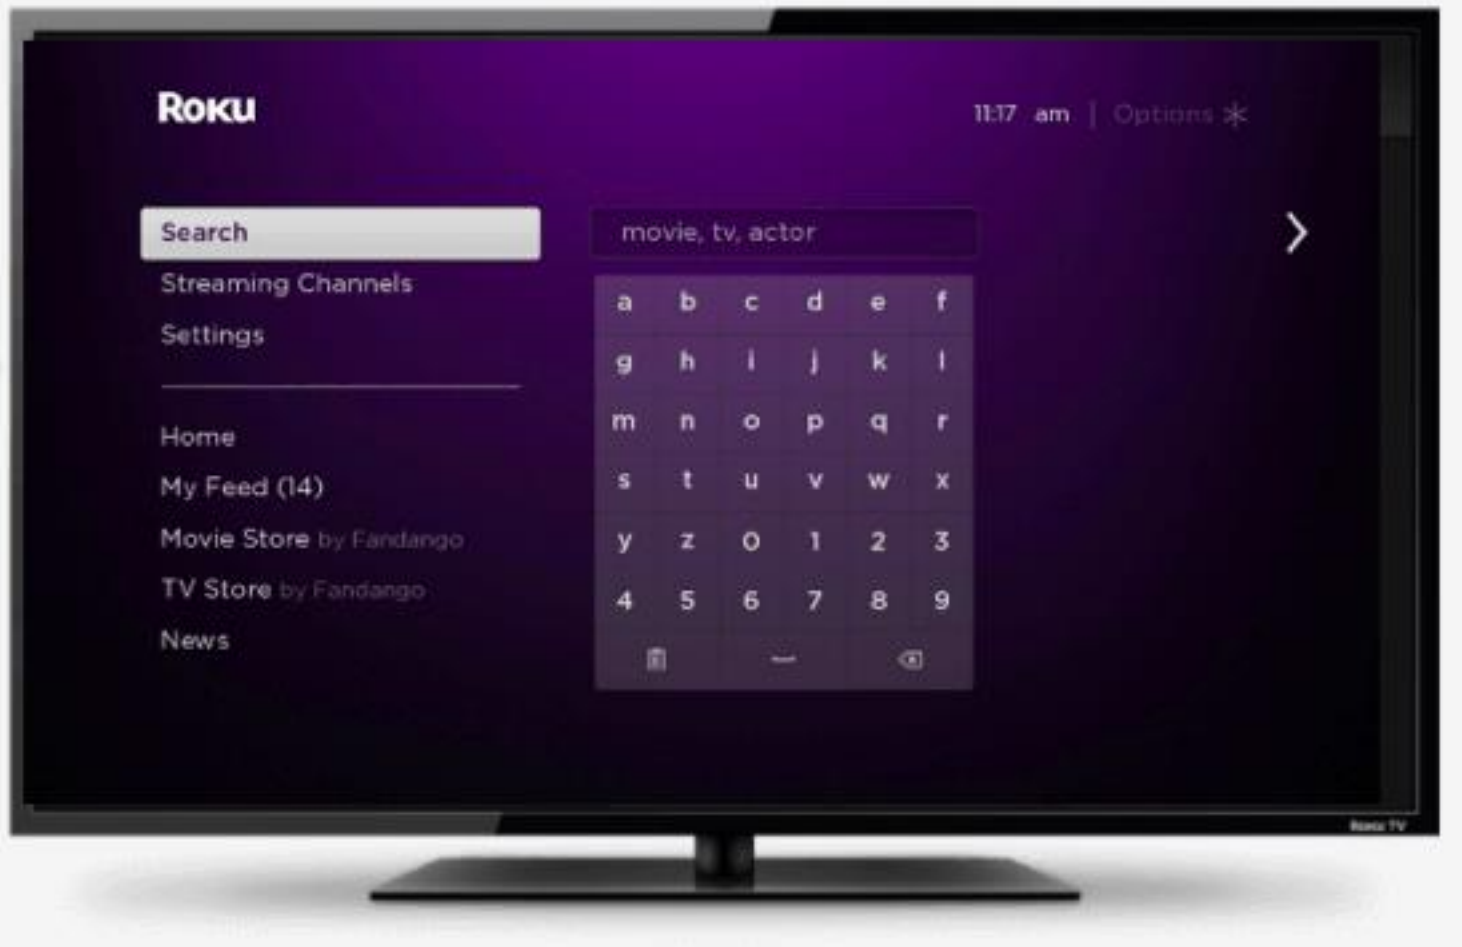 Roku
11:17 am | Options
Search
movie, tv, actor
Streaming Channels
Settings
Home
My Feed (14)
Movie Store by Fandango
TV Store by Fandango
News
a b c d e f
g h i j k l
m n o p q r
s t u v w x
y z 0 1 2 3
4 5 6 7 8 9
Roku TV